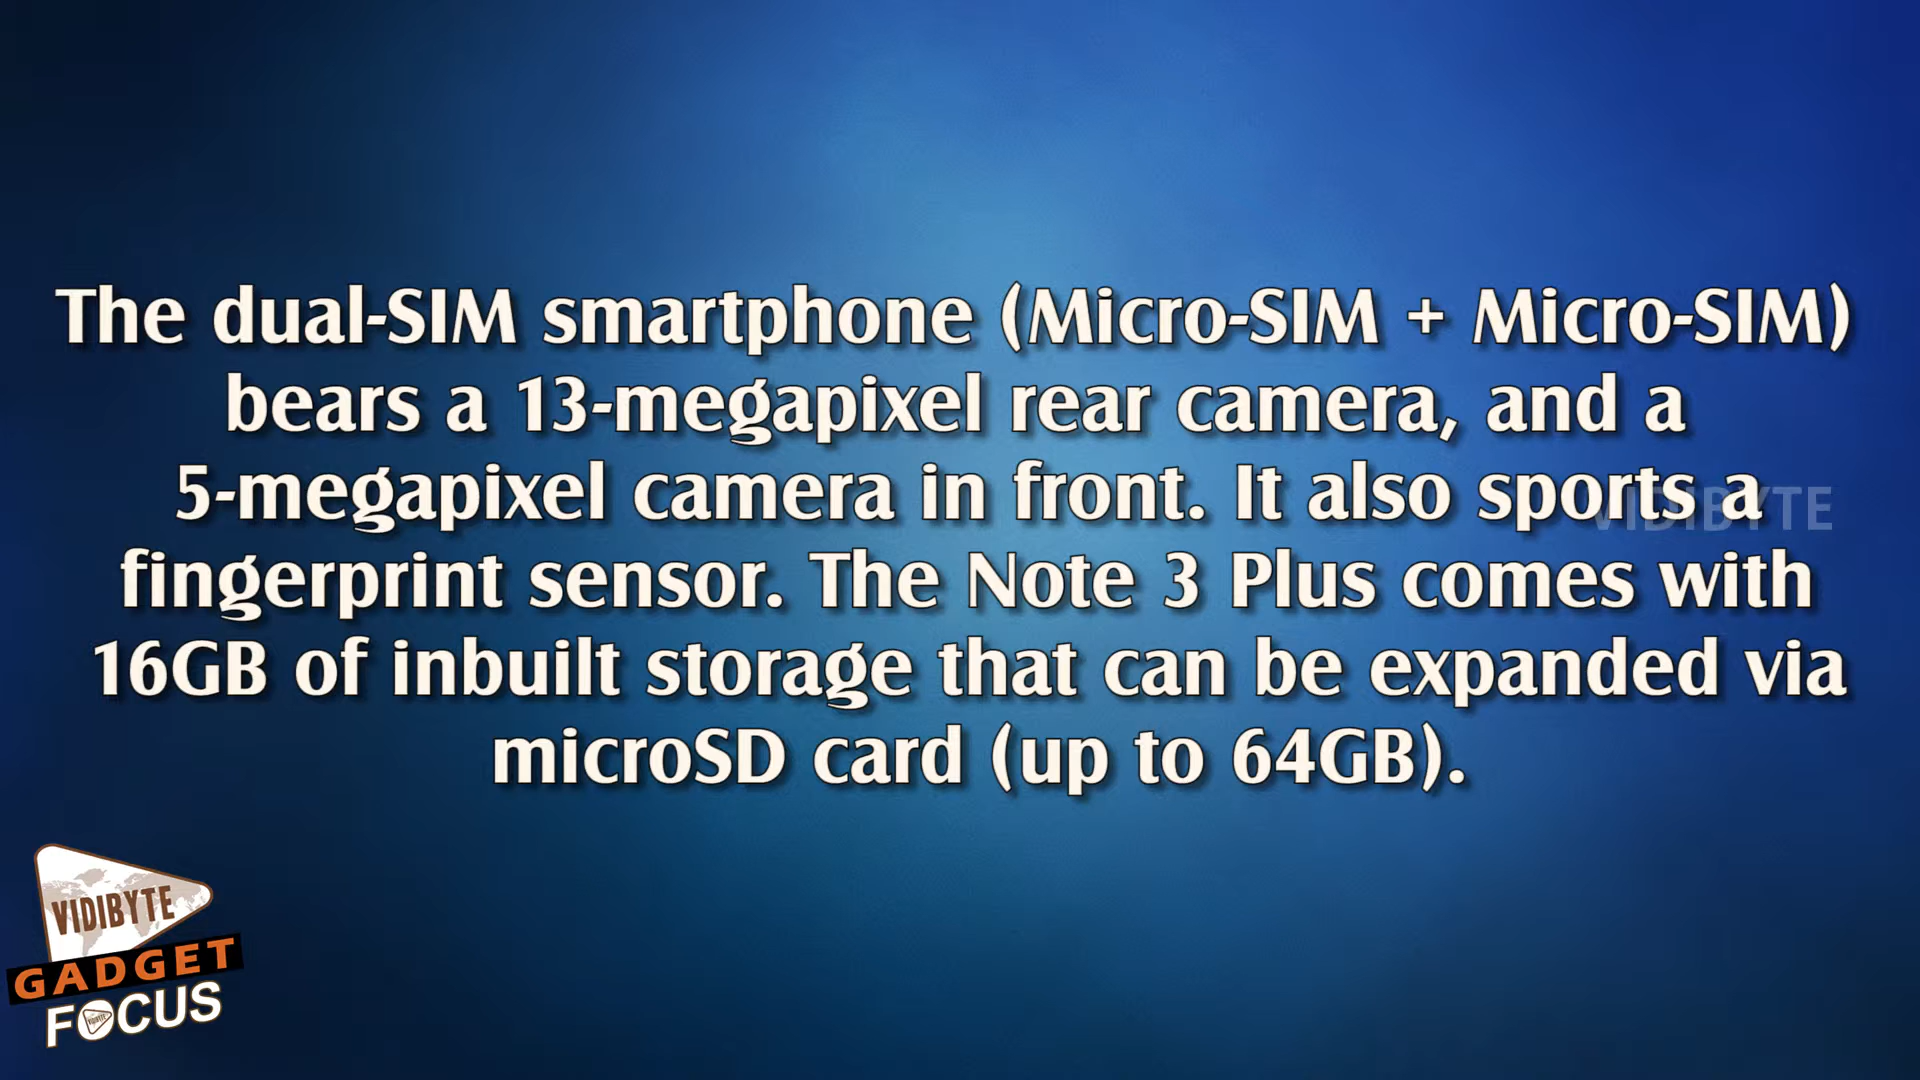 The dual-SIM smartphone (Micro-SIM + Micro-SIM)
bears a 13-megapixel rear camera, and a
5-megapixel camera in front. It also sports a
VIDIBYTE
fingerprint sensor. The Note 3 Plus comes with
16GB of inbuilt storage that can be expanded via
microSD card (up to 64GB).
VIDIBYTE
GADGET
FOCUS